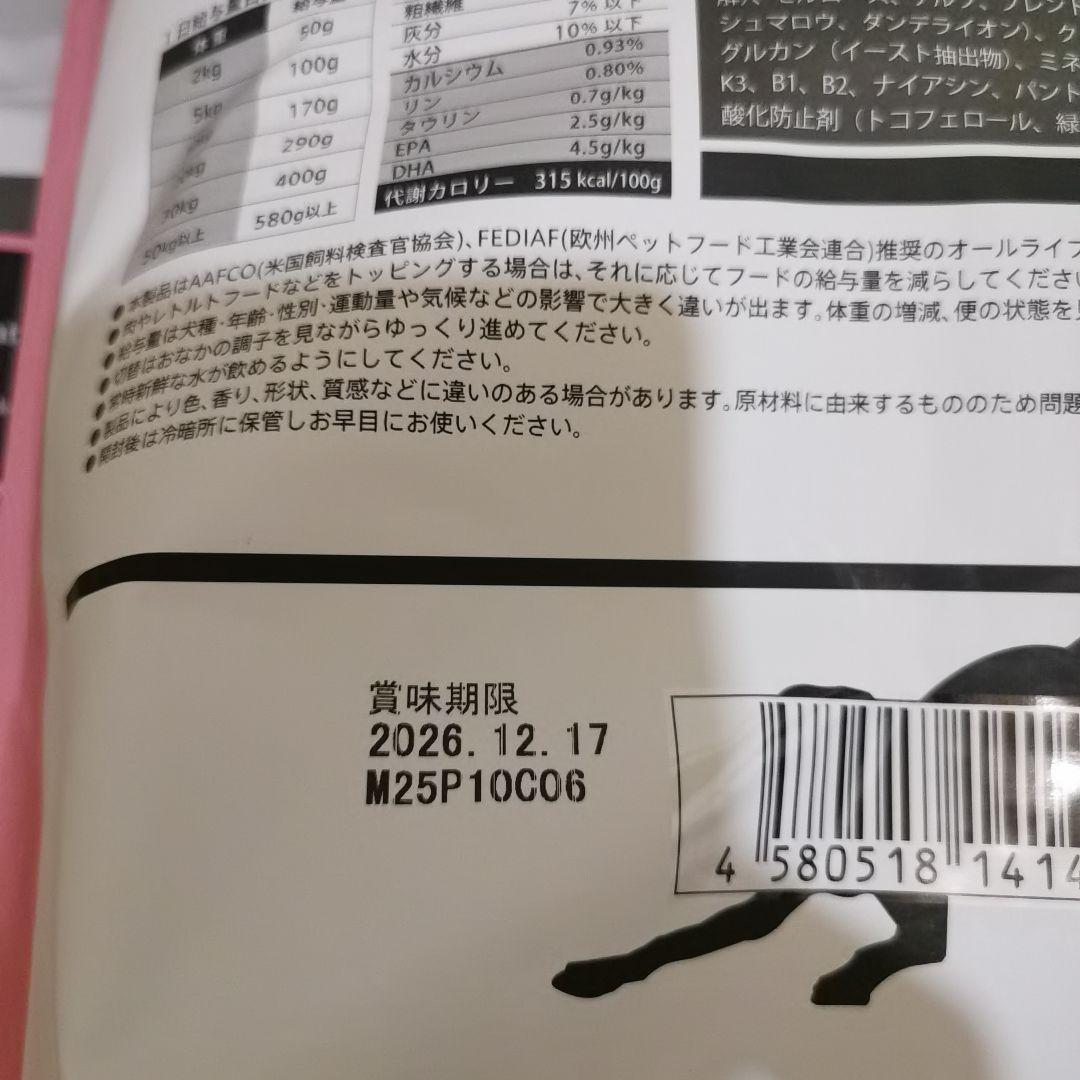 1日給与量目
体重
2kg 50g
5kg 100g
170g
290g
400g
50kg以上 580g以上
粗繊維 7%以下
灰分 10%以下
水分
カルシウム 0.93%
リン 0.80%
タウリン 0.7g/kg
EPA 2.5g/kg
DHA 4.5g/kg
代謝カロリー 315 kcal/100g
シュマロウ、ダンデライオン)、ク
グルカン(イースト抽出物)、ミネ
K3、B1、B2、ナイアシン、パント
酸化防止剤(トコフェロール、緑
●本製品はAAFCO(米国飼料検査官協会)、FEDIAF(欧州ペットフード工業会連合)推奨のオールライフ
●肉やレトルトフードなどをトッピングする場合は、それに応じてフードの給与量を減らしてくださ
●給与量は犬種・年齢・性別・運動量や気候などの影響で大きく違いが出ます。体重の増減、便の状態を
●切替はおなかの調子を見ながらゆっくり進めてください。
●常時新鮮な水が飲めるようにしてください。
●製品により色、香り、形状、質感などに違いのある場合があります。原材料に由来するもののため問題
●開封後は冷暗所に保管しお早目にお使いください。
賞味期限
2026.12.17
M25P10C06
4 580518 1414